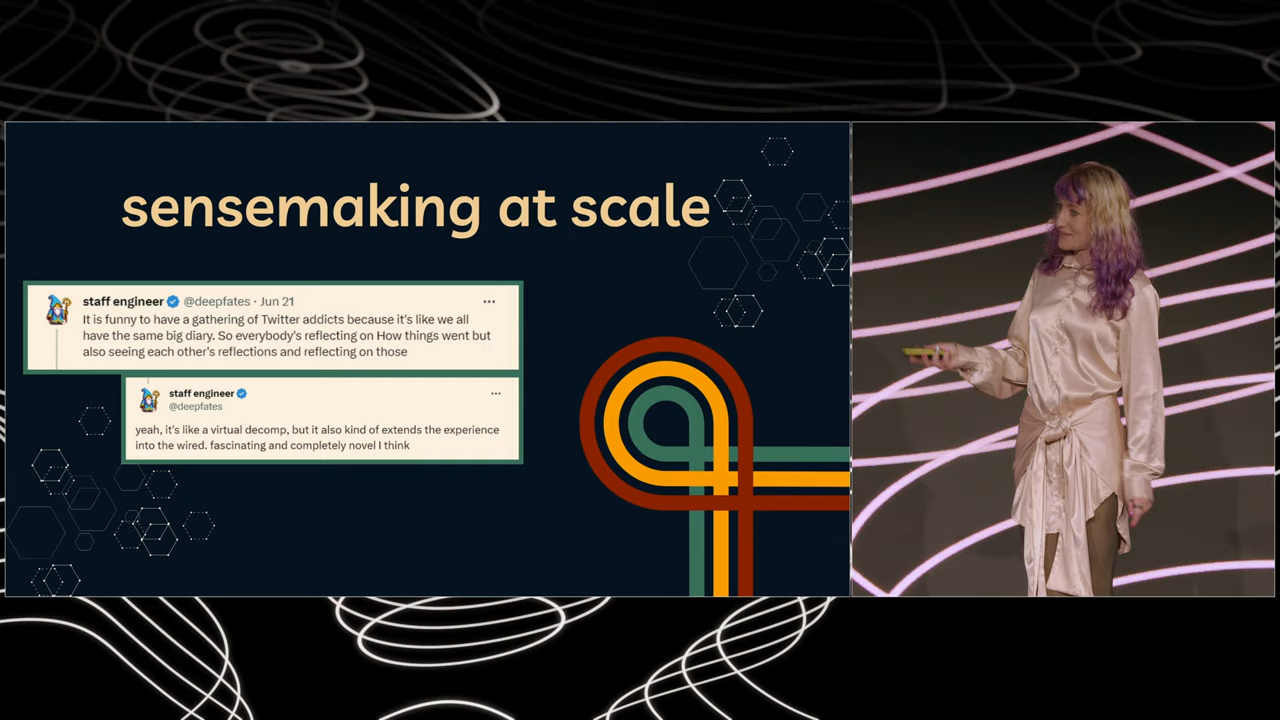 sensemaking at scale
staff engineer @deepfates · Jun 21
It is funny to have a gathering of Twitter addicts because it's like we all
have the same big diary. So everybody's reflecting on How things went but
also seeing each other's reflections and reflecting on those
staff engineer
@deepfates
yeah, it's like a virtual decomp, but it also kind of extends the experience
into the wired. fascinating and completely novel I think